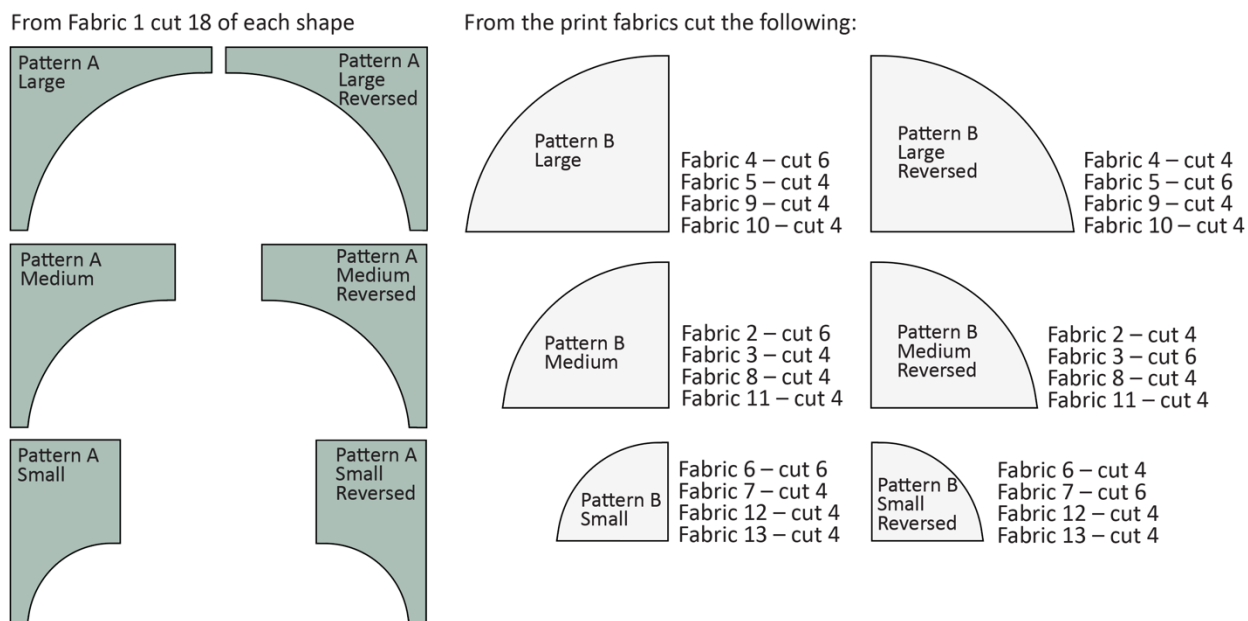 From Fabric 1 cut 18 of each shape
Pattern A
Large
Pattern A
Large
Reversed
Pattern A
Medium
Pattern A
Medium
Reversed
Pattern A
Small
Pattern A
Small
Reversed
From the print fabrics cut the following:
Pattern B
Large
Fabric 4 – cut 6
Fabric 5 – cut 4
Fabric 9 – cut 4
Fabric 10 – cut 4
Pattern B
Large
Reversed
Fabric 4 – cut 4
Fabric 5 – cut 6
Fabric 9 – cut 4
Fabric 10 – cut 4
Pattern B
Medium
Fabric 2 – cut 6
Fabric 3 – cut 4
Fabric 8 – cut 4
Fabric 11 – cut 4
Pattern B
Medium
Reversed
Fabric 2 – cut 4
Fabric 3 – cut 6
Fabric 8 – cut 4
Fabric 11 – cut 4
Pattern B
Small
Fabric 6 – cut 6
Fabric 7 – cut 4
Fabric 12 – cut 4
Fabric 13 – cut 4
Pattern B
Small
Reversed
Fabric 6 – cut 4
Fabric 7 – cut 6
Fabric 12 – cut 4
Fabric 13 – cut 4